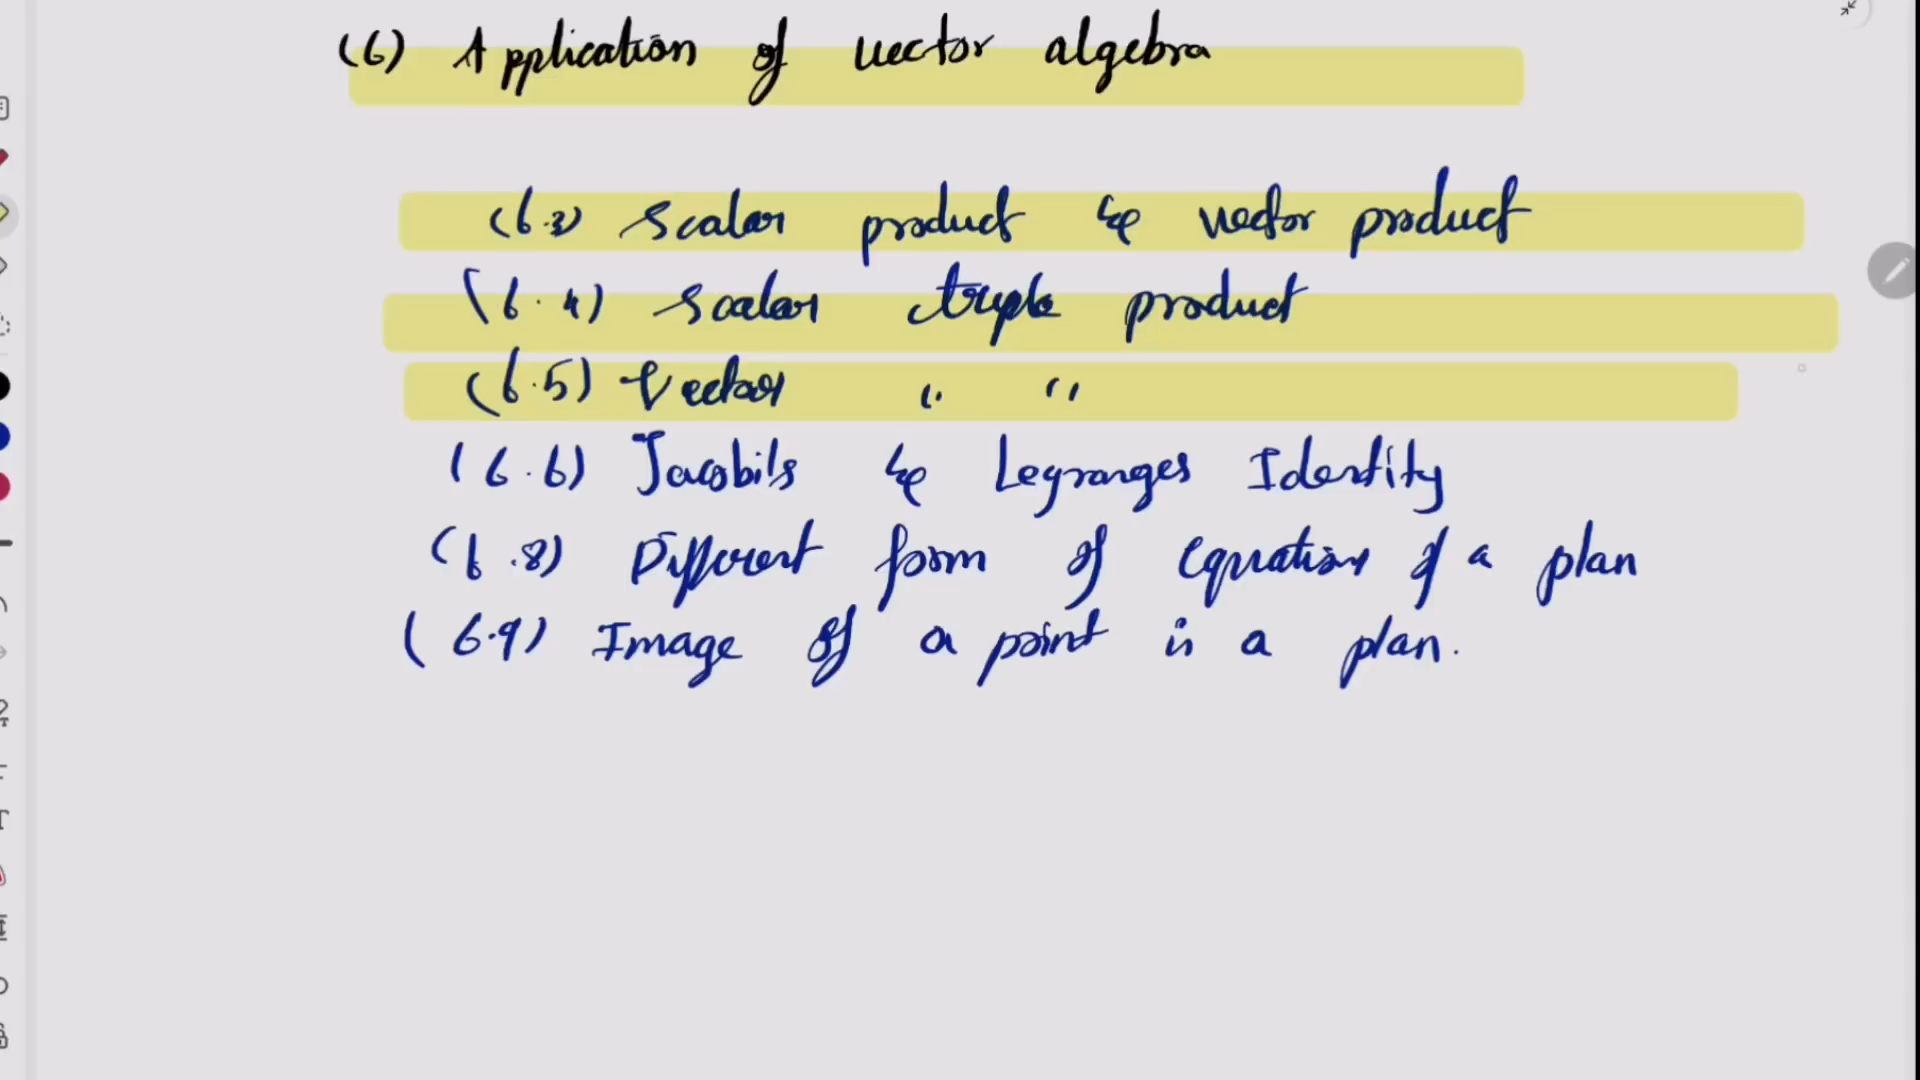 (6) Application of vector algebra
(6.3) Scalar product & vector product
(6.4) Scalar triple product
(6.5) Vector " "
(6.6) Jacobi's & Legranges Identity
(6.8) Different form of equation of a plan
(6.9) Image of a point in a plan.